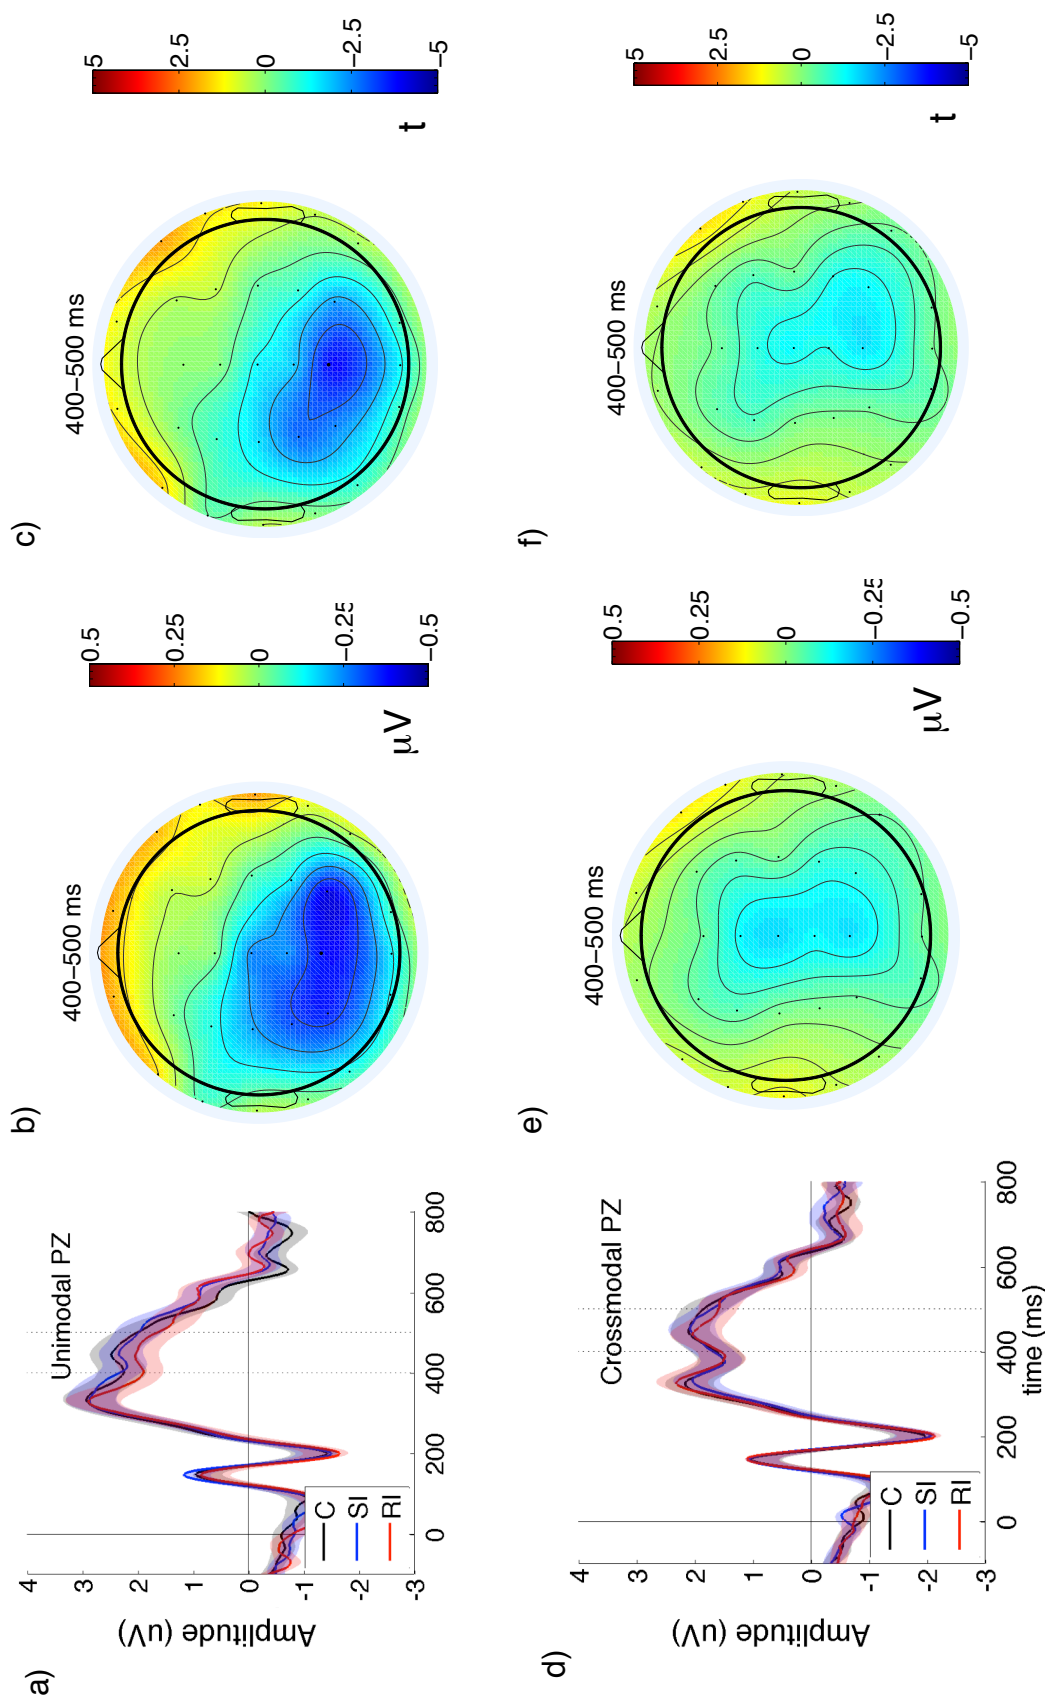 a)
Unimodal PZ
Amplitude (uV)
4
3
2
1
0
-1
-2
-3
0
200
400
600
800
C
SI
RI
b)
400−500 ms
0.5
0.25
0
−0.25
−0.5
μV
c)
400−500 ms
5
2.5
0
−2.5
−5
t
d)
Crossmodal PZ
Amplitude (uV)
4
3
2
1
0
-1
-2
-3
0
200
400
600
800
time (ms)
C
SI
RI
e)
400−500 ms
0.5
0.25
0
−0.25
−0.5
μV
f)
400−500 ms
5
2.5
0
−2.5
−5
t